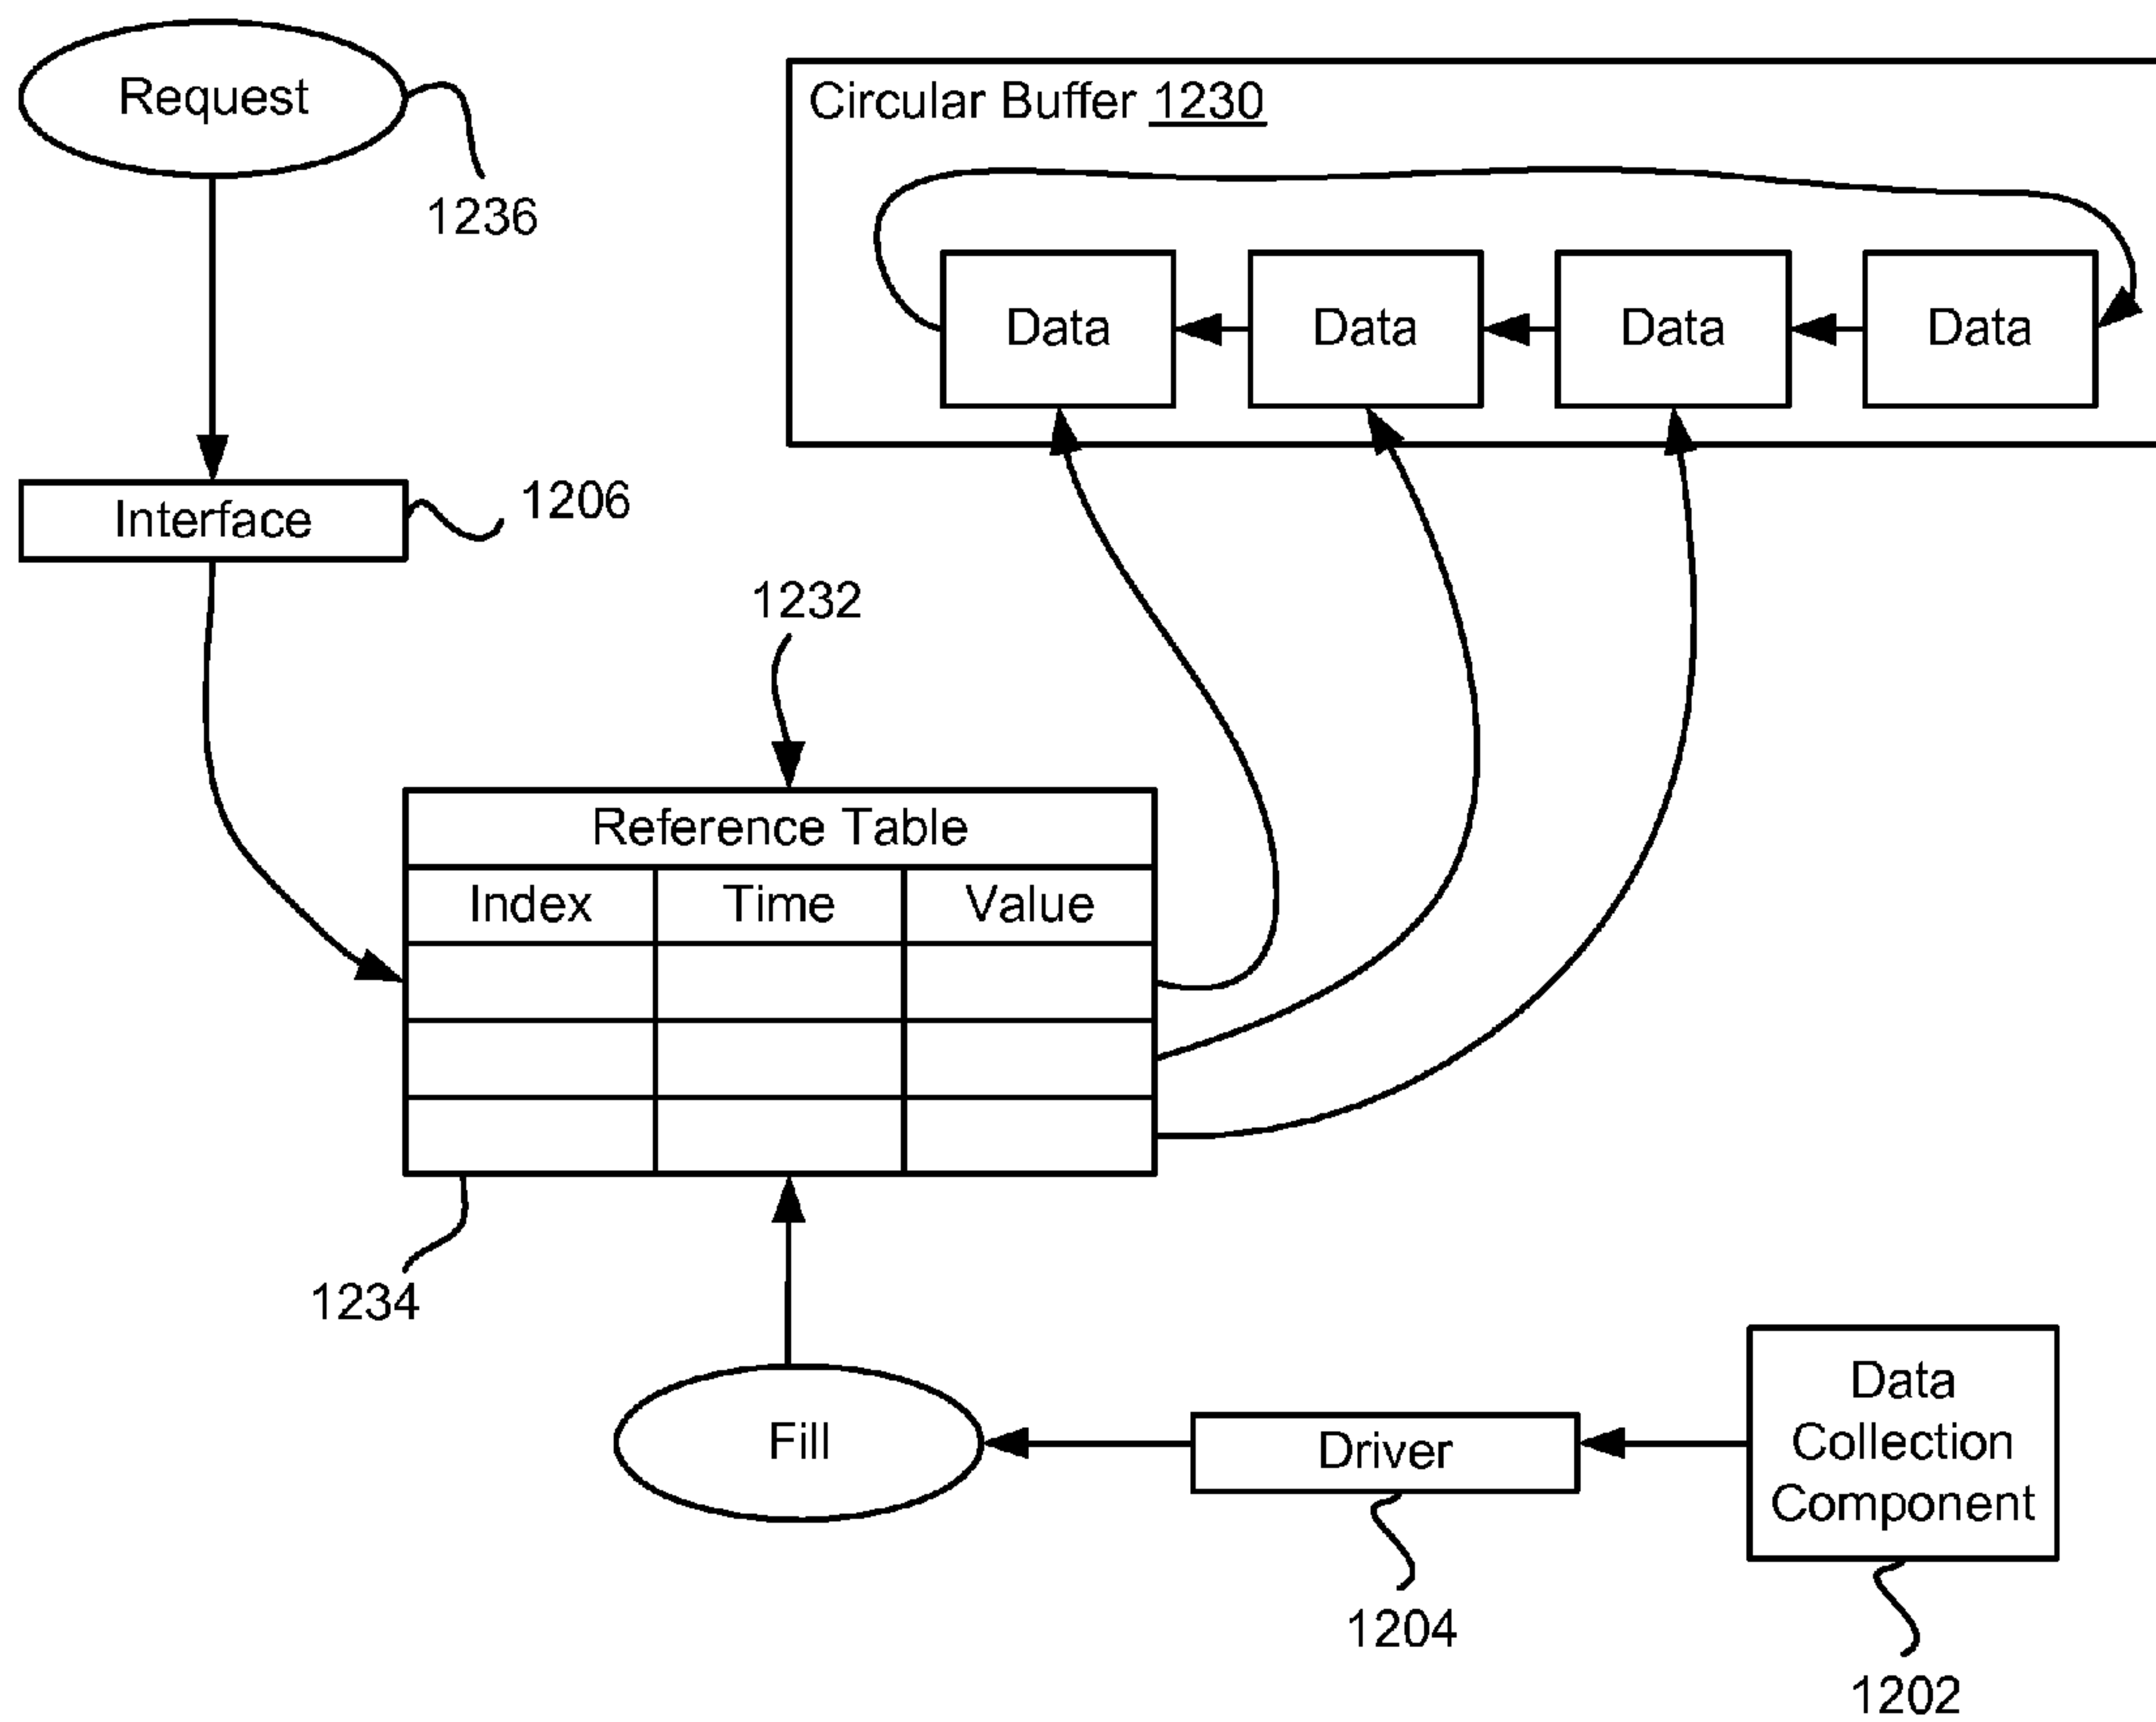 Request
1236
Circular Buffer 1230
Data
Data
Data
Data
Interface
1206
1232
Reference Table
Index
Time
Value
1234
Fill
Driver
1204
Data
Collection
Component
1202